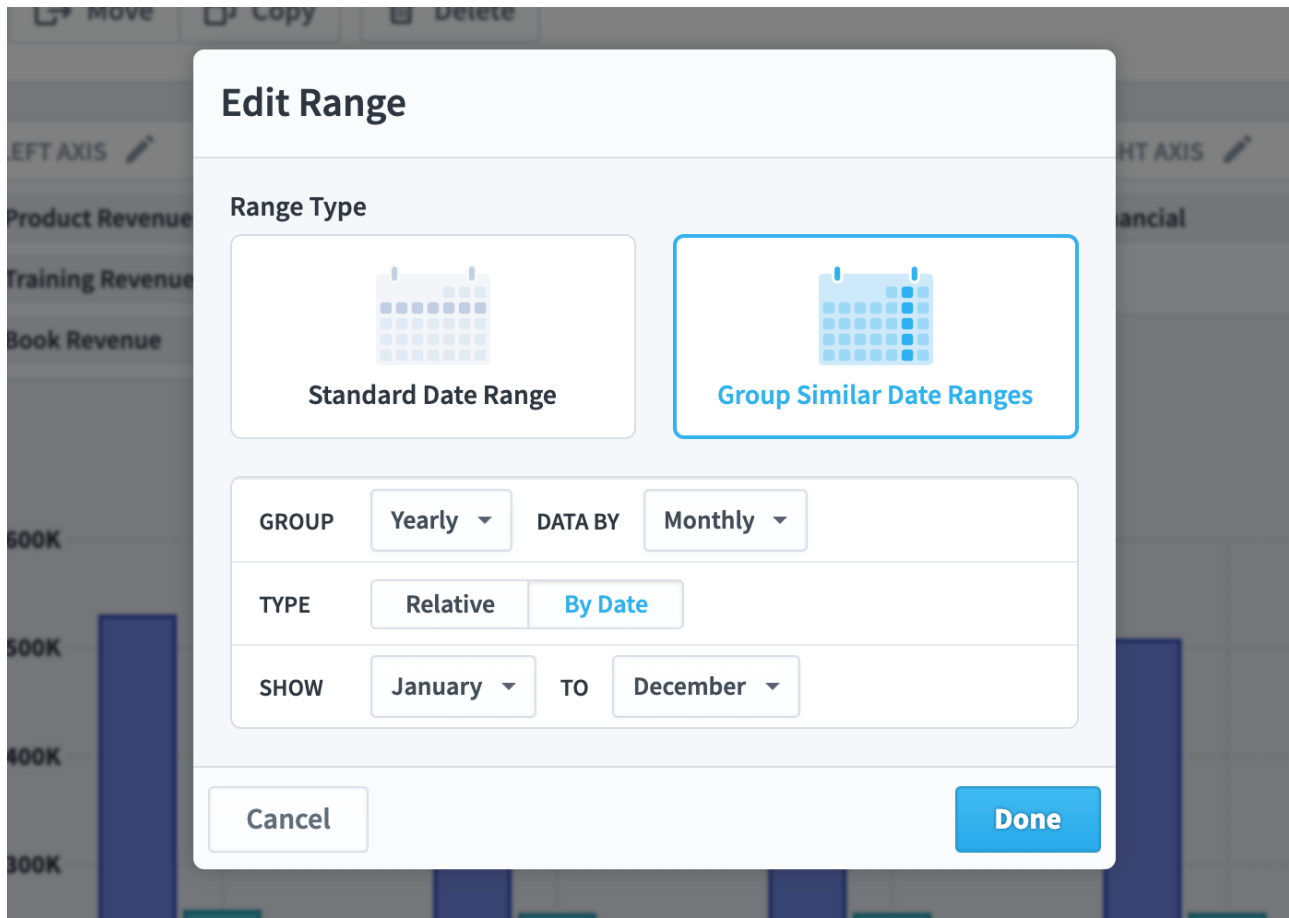 Move Copy Delete
Edit Range
LEFT AXIS
RIGHT AXIS
Product Revenue
Training Revenue
Book Revenue
Range Type
Standard Date Range
Group Similar Date Ranges
GROUP Yearly DATA BY Monthly
TYPE Relative By Date
SHOW January TO December
600K
500K
400K
300K
Cancel
Done